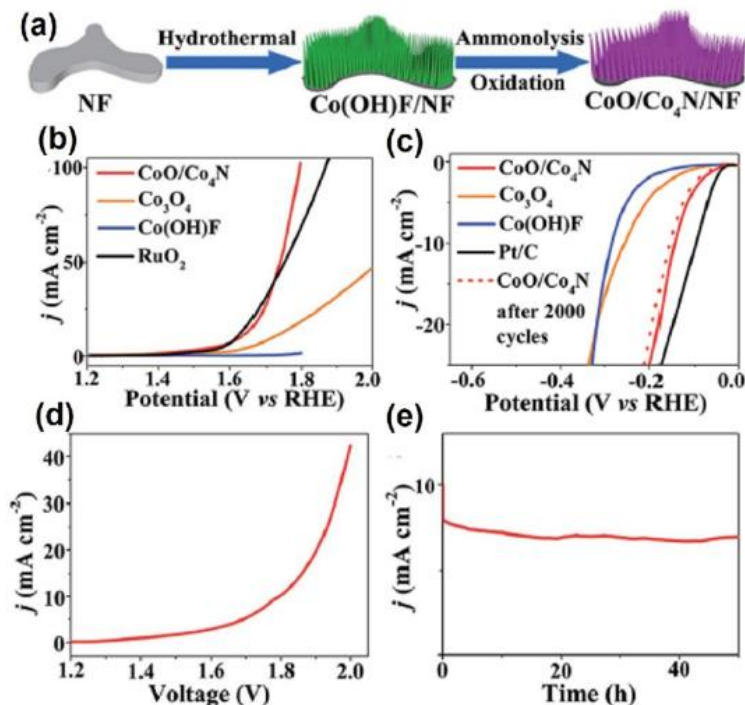 (a)
Hydrothermal
Ammonolysis
Oxidation
NF
Co(OH)F/NF
CoO/Co₄N/NF
(b)
100
50
0
j (mA cm⁻²)
CoO/Co₄N
Co₃O₄
Co(OH)F
RuO₂
1.2 1.4 1.6 1.8 2.0
Potential (V vs RHE)
(c)
0
-10
-20
j (mA cm⁻²)
CoO/Co₄N
Co₃O₄
Co(OH)F
Pt/C
CoO/Co₄N
after 2000
cycles
-0.6 -0.4 -0.2 0.0
Potential (V vs RHE)
(d)
40
30
20
10
0
j (mA cm⁻²)
1.2 1.4 1.6 1.8 2.0
Voltage (V)
(e)
10
j (mA cm⁻²)
0 20 40
Time (h)